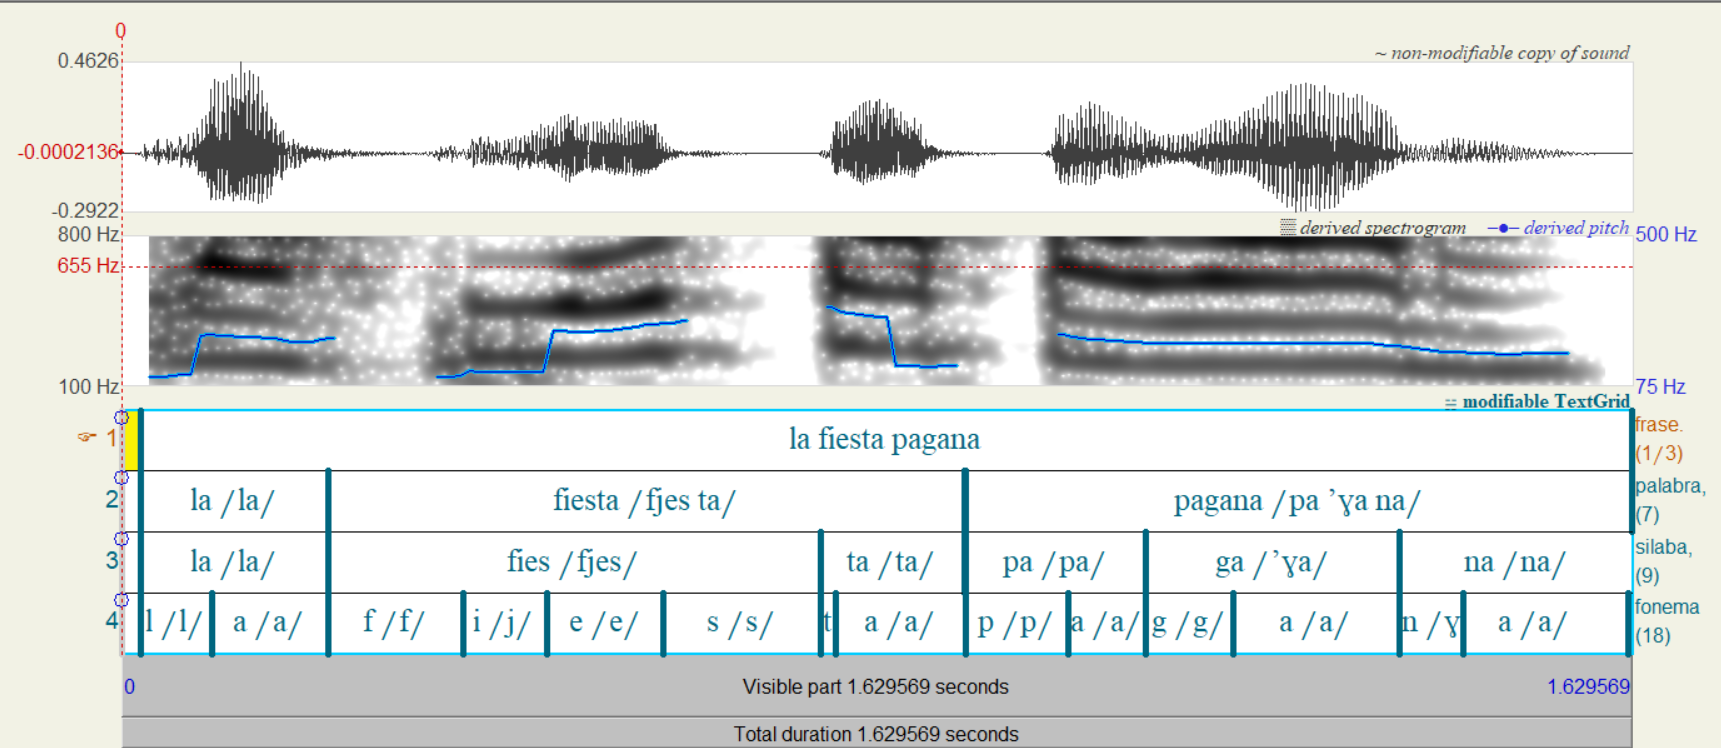 0
0.4626
~ non-modifiable copy of sound
-0.0002136
-0.2922
derived spectrogram derived pitch
800 Hz 500 Hz
655 Hz
100 Hz 75 Hz
modifiable TextGrid
☞ 1 la fiesta pagana frase. (1/3)
2 la /la/ fiesta /fjes ta/ pagana /pa ’ɣa na/ palabra, (7)
3 la /la/ fies /fjes/ ta /ta/ pa /pa/ ga /’ɣa/ na /na/ silaba, (9)
4 l /l/ a /a/ f /f/ i /j/ e /e/ s /s/ t a /a/ p /p/ a /a/ g /g/ a /a/ n /ɣ a /a/ fonema (18)
0 Visible part 1.629569 seconds 1.629569
Total duration 1.629569 seconds